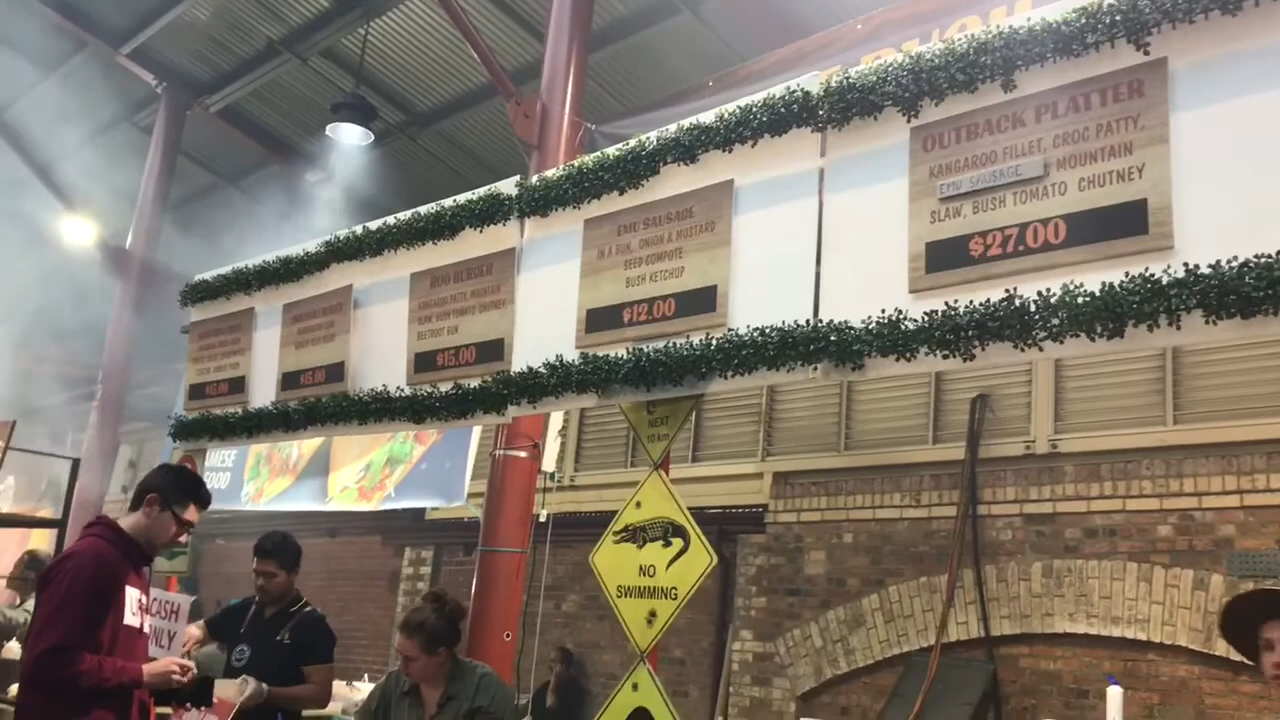 OUTBACK PLATTER
KANGAROO FILLET, CROC PATTY,
EMU SAUSAGE MOUNTAIN
SLAW, BUSH TOMATO CHUTNEY
$27.00
EMU SAUSAGE
IN A BUN, ONION & MUSTARD
SEED COMPOTE
BUSH KETCHUP
$12.00
ROO BURGER
KANGAROO PATTY, MOUNTAIN
SLAW, BUSH TOMATO CHUTNEY
BEETROOT BUN
$15.00
$15.00
$15.00
AMESE
FOOD
NEXT
10 km
NO
SWIMMING
CASH
ONLY